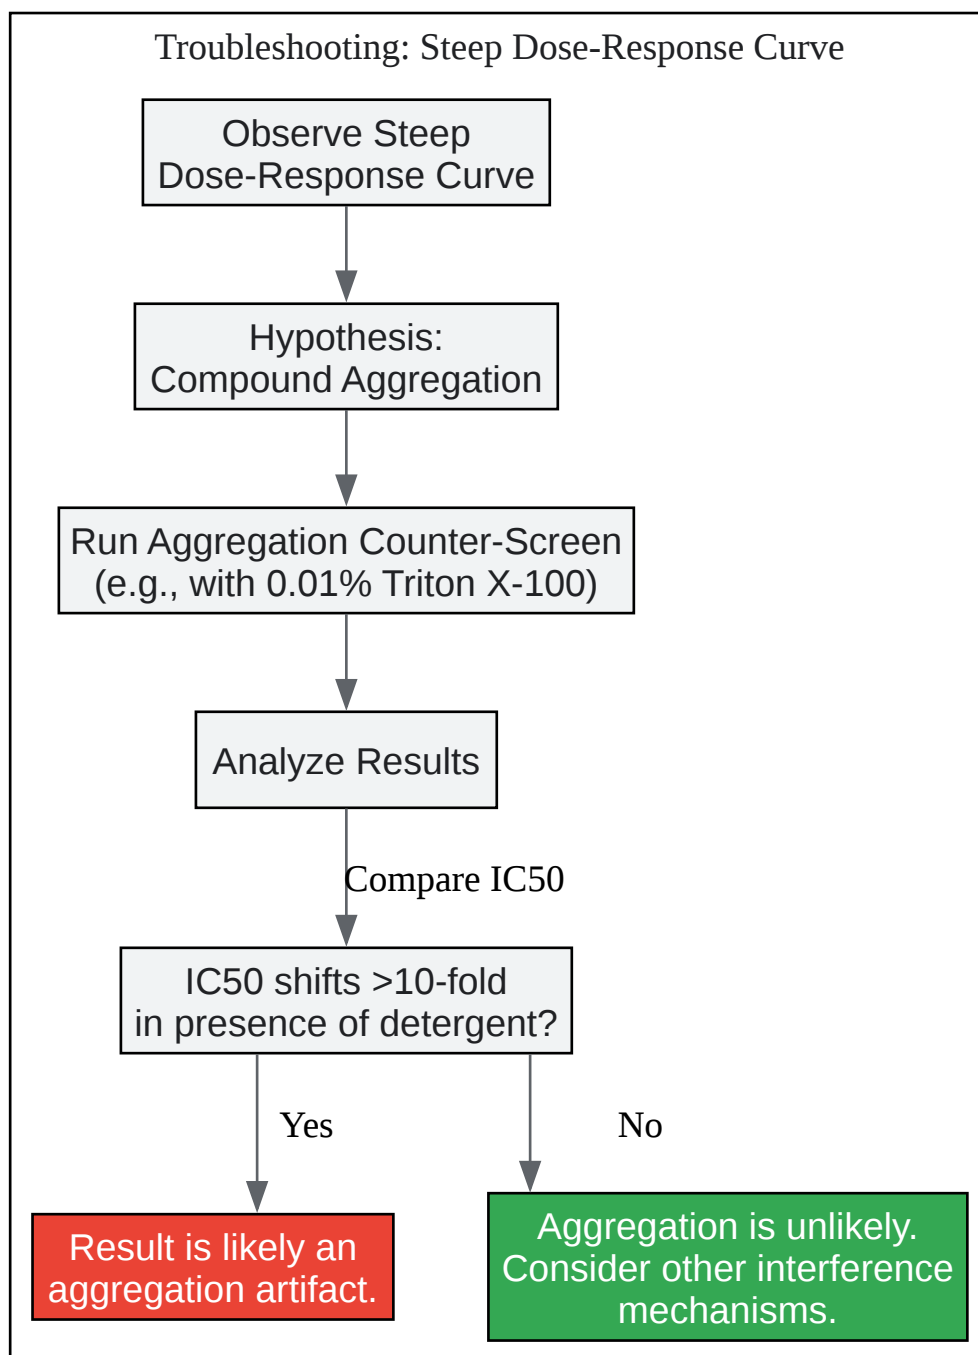 Troubleshooting: Steep Dose-Response Curve
Observe Steep
Dose-Response Curve
Hypothesis:
Compound Aggregation
Run Aggregation Counter-Screen
(e.g., with 0.01% Triton X-100)
Analyze Results
Compare IC50
IC50 shifts >10-fold
in presence of detergent?
Yes
No
Result is likely an
aggregation artifact.
Aggregation is unlikely.
Consider other interference
mechanisms.